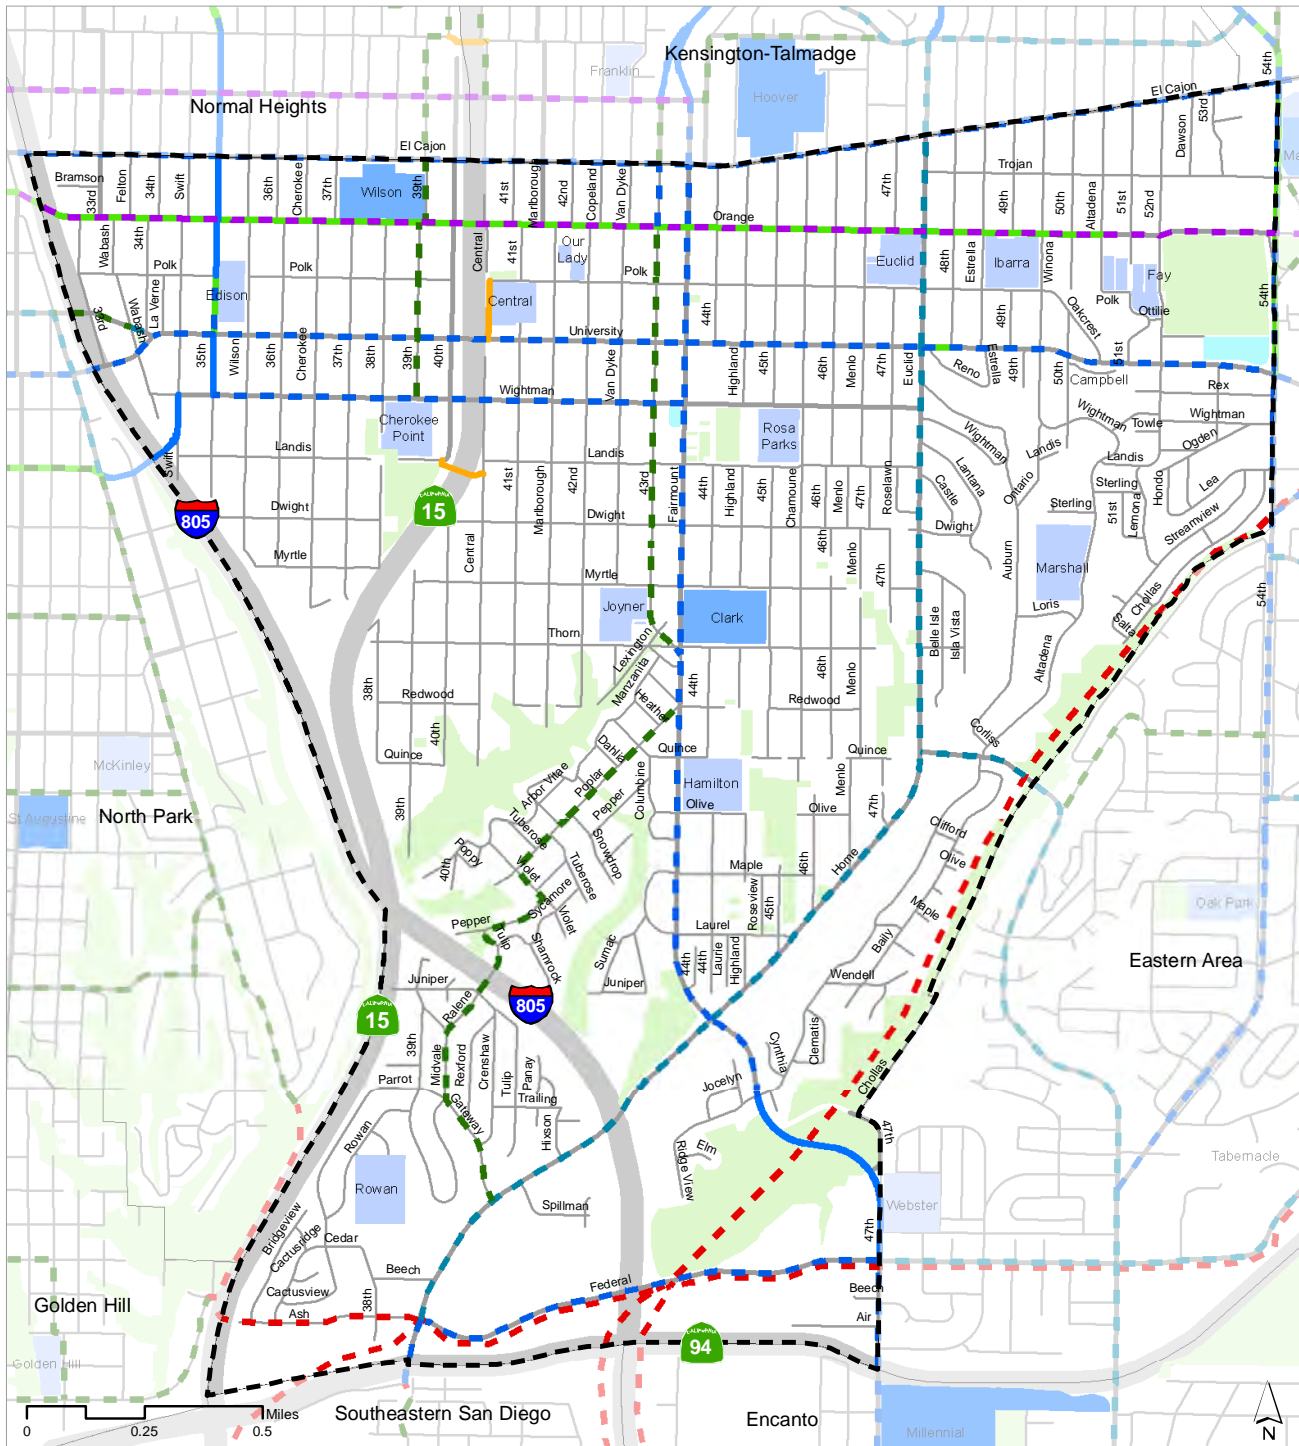 Kensington-Talmadge
Franklin
Hoover
Normal Heights
El Cajon
El Cajon
54th
53rd
Dawson
Trojan
Bramson
33rd
Felton
34th
Swift
36th
Cherokee
37th
Wilson
39th
41st
Marlborough
42nd
Copeland
Van Dyke
47th
48th
50th
Altadena
51st
52nd
Orange
Wabash
34th
Polk
Polk
Central
41st
Our
Lady
Polk
Euclid
48th
Estrella
Ibarra
Winona
Fay
Polk
Ottilie
54th
Edison
La Verne
Wabash
33rd
Central
University
44th
49th
Oakcrest
51st
35th
Wilson
36th
Cherokee
37th
38th
39th
40th
Wightman
Van Dyke
Highland
45th
46th
Menlo
47th
Euclid
Reno
Estrella
49th
50th
Campbell
Rex
Cherokee
Point
Rosa
Parks
Wightman
Wightman
Towle
Wightman
Ogden
Landis
Landis
Landis
Landis
Swift
41st
Marlborough
42nd
43rd
Fairmount
44th
Highland
45th
Chamoune
46th
Menlo
47th
Roselawn
Castle
Lantana
Ontario
Sterling
Sterling
51st
Lemona
Hondo
Lea
Streamview
805
CALIFORNIA
15
Dwight
Dwight
Dwight
Myrtle
Central
Myrtle
46th
Menlo
47th
Auburn
Marshall
Loris
Chollas
Salta
54th
Joyner
Clark
Thorn
Lexington
Manzanita
Heather
Belle Isle
Isla Vista
Altadena
38th
Redwood
40th
Quince
44th
46th
Menlo
Redwood
Corliss
McKinley
St Augustine
North Park
39th
Dahlia
Poplar
Arbor Vitae
Pepper
Columbine
Quince
Hamilton
Olive
Quince
Menlo
Olive
47th
Tuberose
Snowdrop
Poppy
40th
Violet
Tuberose
Sycamore
Violet
Maple
Roseview
45th
46th
Home
Clifford
Olive
Maple
Baily
Oak Park
Pepper
Tulip
Shamrock
Sumac
Juniper
Laurel
44th
44th
Laurie
Highland
Wendell
Eastern Area
Juniper
Ralene
805
CALIFORNIA
15
39th
Midvale
Rexford
Crenshaw
Tulip
Panay
Trailing
Hixson
Parrot
Gateway
Rowan
Jocelyn
Cynthia
Clematis
Chollas
47th
Elm
Ridge View
Tabernacle
Rowan
Spillman
Webster
47th
Bridgeview
Cactusridge
Cedar
Beech
Cactusview
Ash
38th
Federal
Beech
Air
Golden Hill
Golden Hill
CALIFORNIA
94
Miles
0
0.25
0.5
Southeastern San Diego
Encanto
Millennial
N